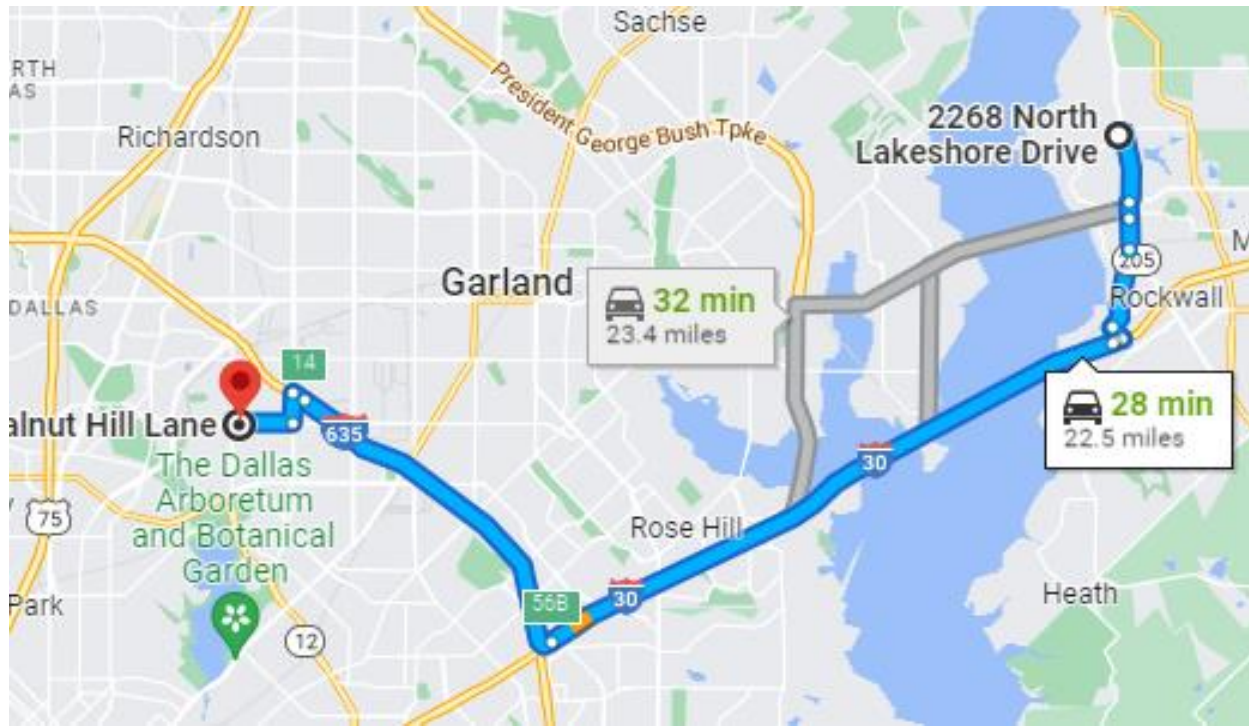 Sachse
RTH
AS
Richardson
President George Bush Tpke
2268 North
Lakeshore Drive
205
Rockwall
M
DALLAS
Garland
32 min
23.4 miles
14
28 min
22.5 miles
alnut Hill Lane
635
30
The Dallas
Arboretum
and Botanical
Garden
75
Rose Hill
30
56B
Park
12
Heath